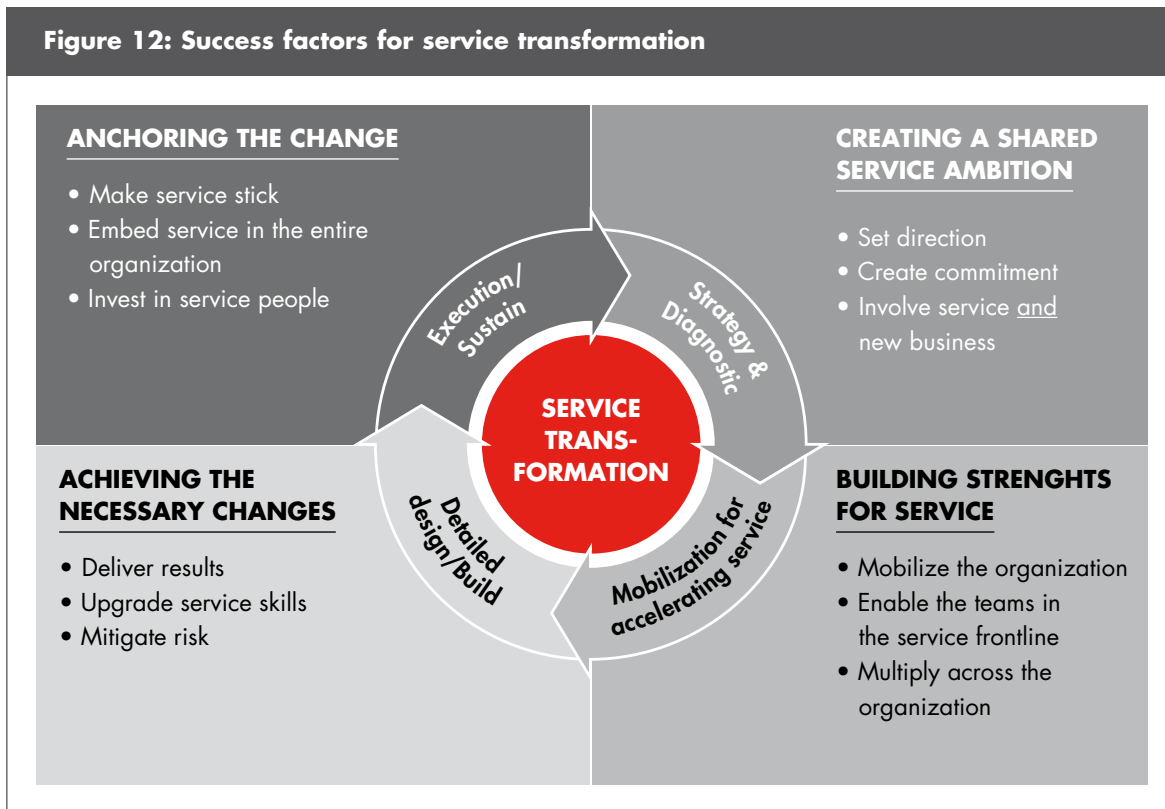 Figure 12: Success factors for service transformation
ANCHORING THE CHANGE
• Make service stick
• Embed service in the entire
organization
• Invest in service people
CREATING A SHARED
SERVICE AMBITION
• Set direction
• Create commitment
• Involve service and
new business
Execution/
Sustain
Strategy &
Diagnostic
SERVICE
TRANS-
FORMATION
Detailed
design/Build
Mobilization for
accelerating service
ACHIEVING THE
NECESSARY CHANGES
• Deliver results
• Upgrade service skills
• Mitigate risk
BUILDING STRENGHTS
FOR SERVICE
• Mobilize the organization
• Enable the teams in
the service frontline
• Multiply across the
organization